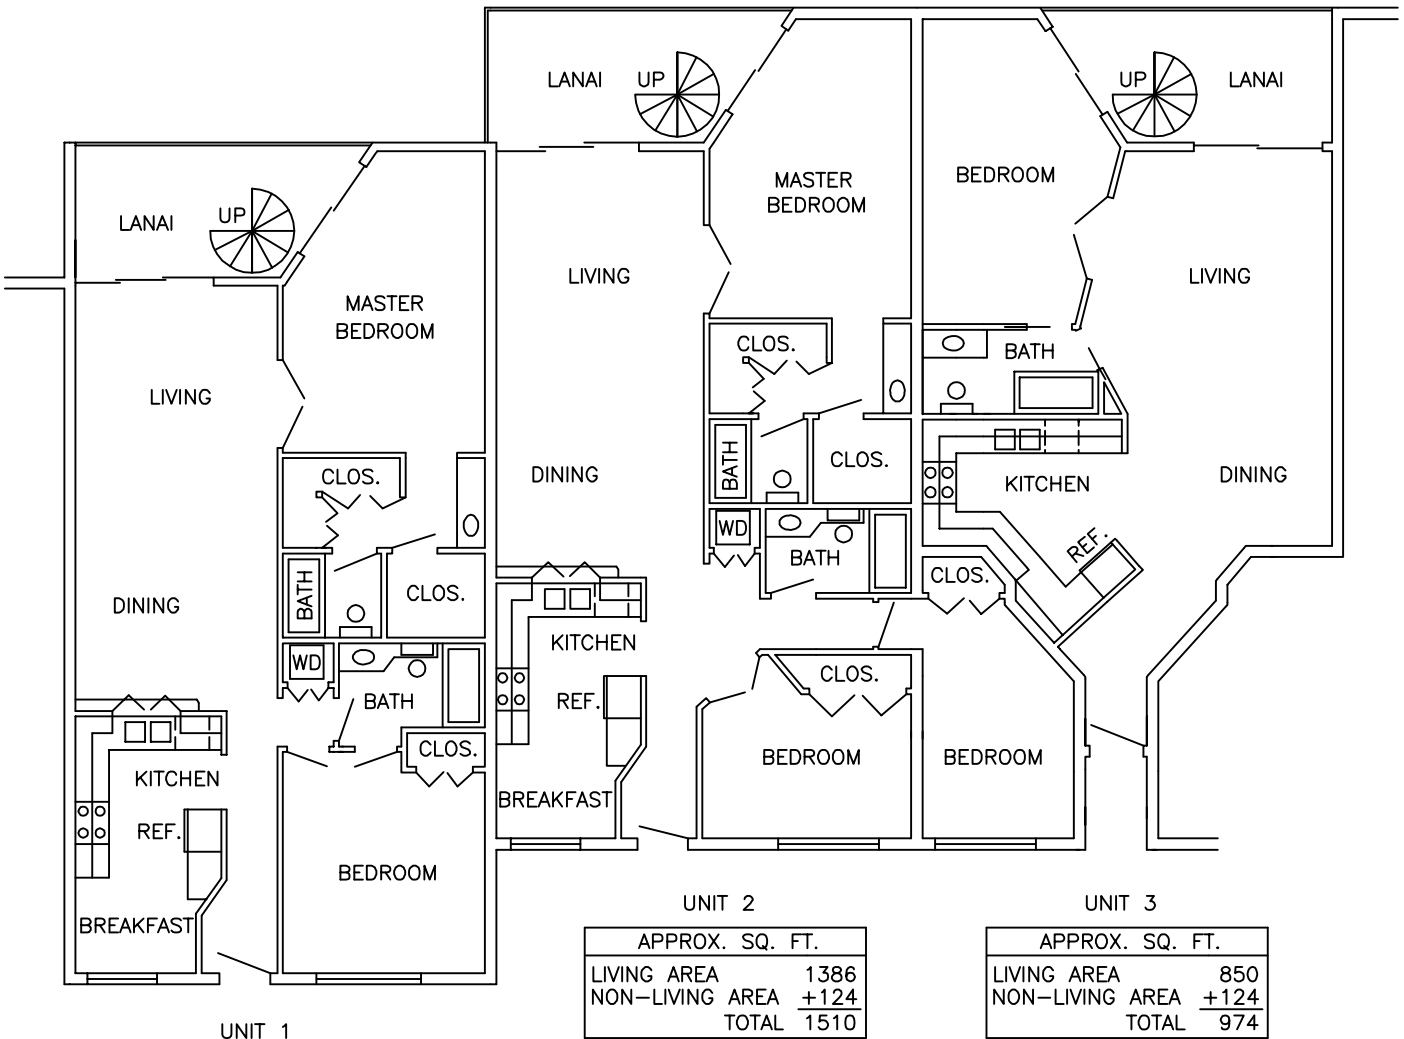 LANAI
UP
MASTER
BEDROOM
LIVING
CLOS.
DINING
BATH
CLOS.
WD
BATH
CLOS.
KITCHEN
REF.
BEDROOM
BREAKFAST
UNIT 1
LANAI
UP
MASTER
BEDROOM
LIVING
CLOS.
DINING
BATH
CLOS.
WD
BATH
KITCHEN
REF.
CLOS.
BEDROOM
BEDROOM
BREAKFAST
UNIT 2
APPROX. SQ. FT.
LIVING AREA 1386
NON-LIVING AREA +124
TOTAL 1510
UP
LANAI
BEDROOM
LIVING
BATH
KITCHEN
DINING
REF.
CLOS.
UNIT 3
APPROX. SQ. FT.
LIVING AREA 850
NON-LIVING AREA +124
TOTAL 974